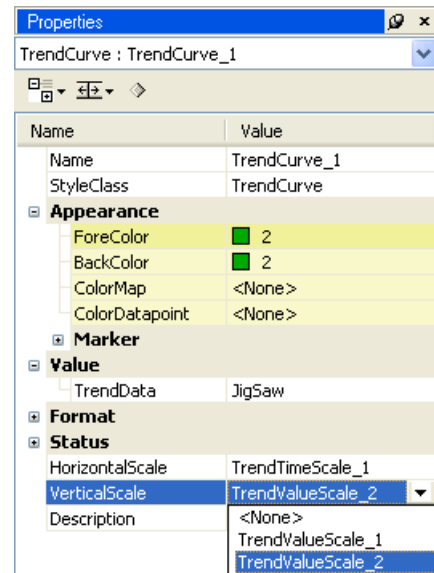 Properties
TrendCurve : TrendCurve_1
Name Value
Name TrendCurve_1
StyleClass TrendCurve
Appearance
ForeColor 2
BackColor 2
ColorMap <None>
ColorDatapoint <None>
Marker
Value
TrendData JigSaw
Format
Status
HorizontalScale TrendTimeScale_1
VerticalScale TrendValueScale_2
Description <None>
TrendValueScale_1
TrendValueScale_2